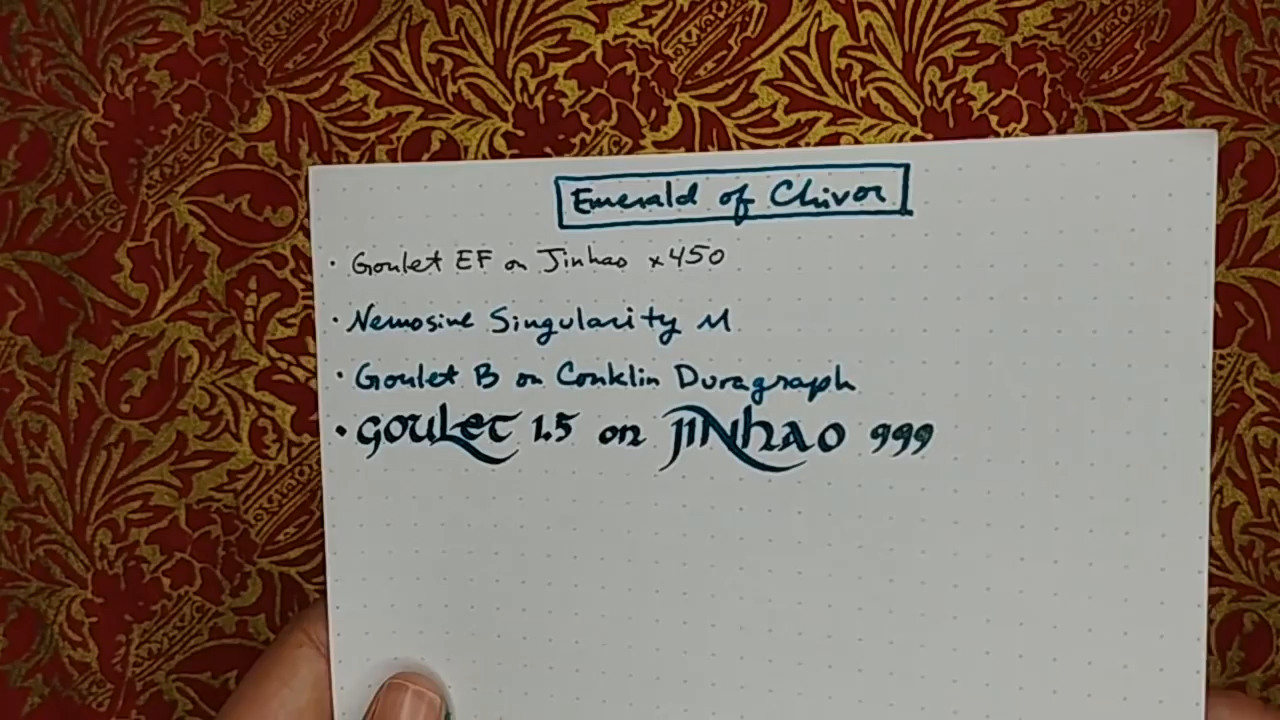 Emerald of Chivor
· Goulet EF on Jinhao x450
· Nemosine Singularity M
· Goulet B on Conklin Duragraph
· GOULET 1.5 on JINHAO 999